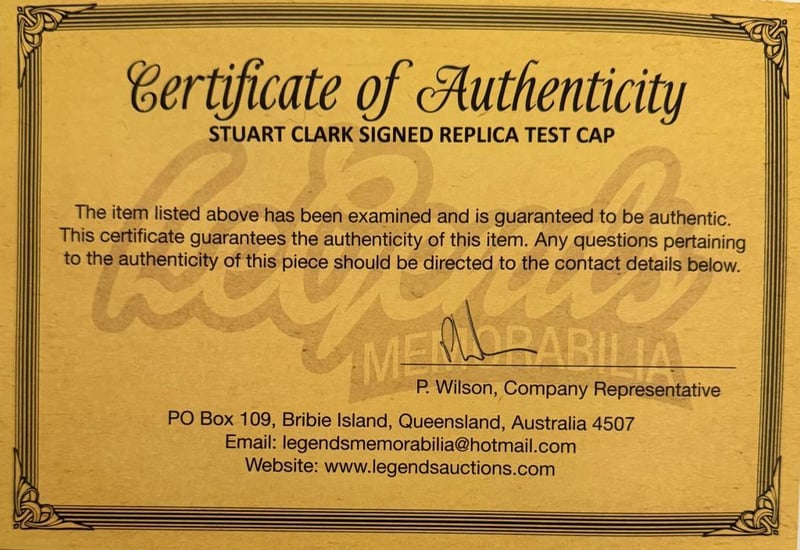 Certificate of Authenticity
STUART CLARK SIGNED REPLICA TEST CAP
The item listed above has been examined and is guaranteed to be authentic.
This certificate guarantees the authenticity of this item. Any questions pertaining
to the authenticity of this piece should be directed to the contact details below.
Legends
MEMORABILIA
P. Wilson, Company Representative
PO Box 109, Bribie Island, Queensland, Australia 4507
Email: legendsmemorabilia@hotmail.com
Website: www.legendsauctions.com